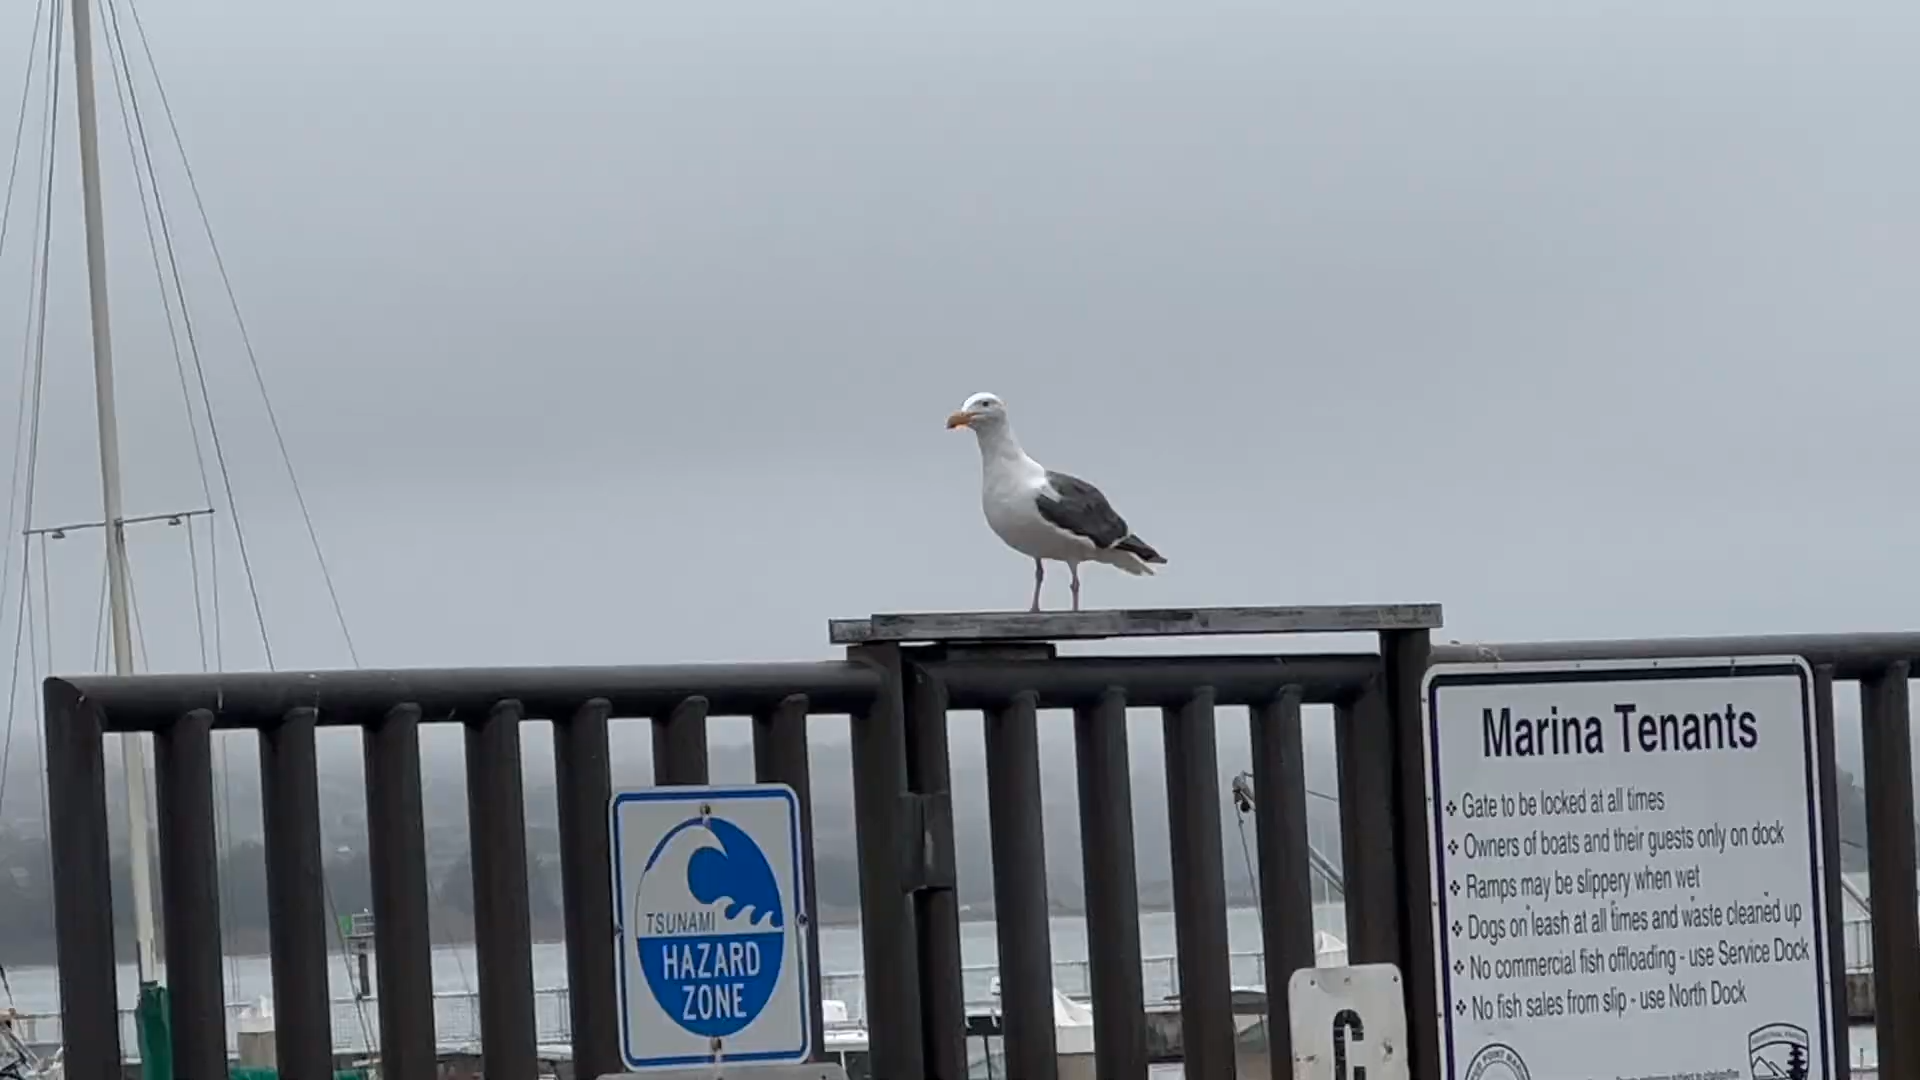 TSUNAMI
HAZARD
ZONE
G
Marina Tenants
❖ Gate to be locked at all times
❖ Owners of boats and their guests only on dock
❖ Ramps may be slippery when wet
❖ Dogs on leash at all times and waste cleaned up
❖ No commercial fish offloading - use Service Dock
❖ No fish sales from slip - use North Dock